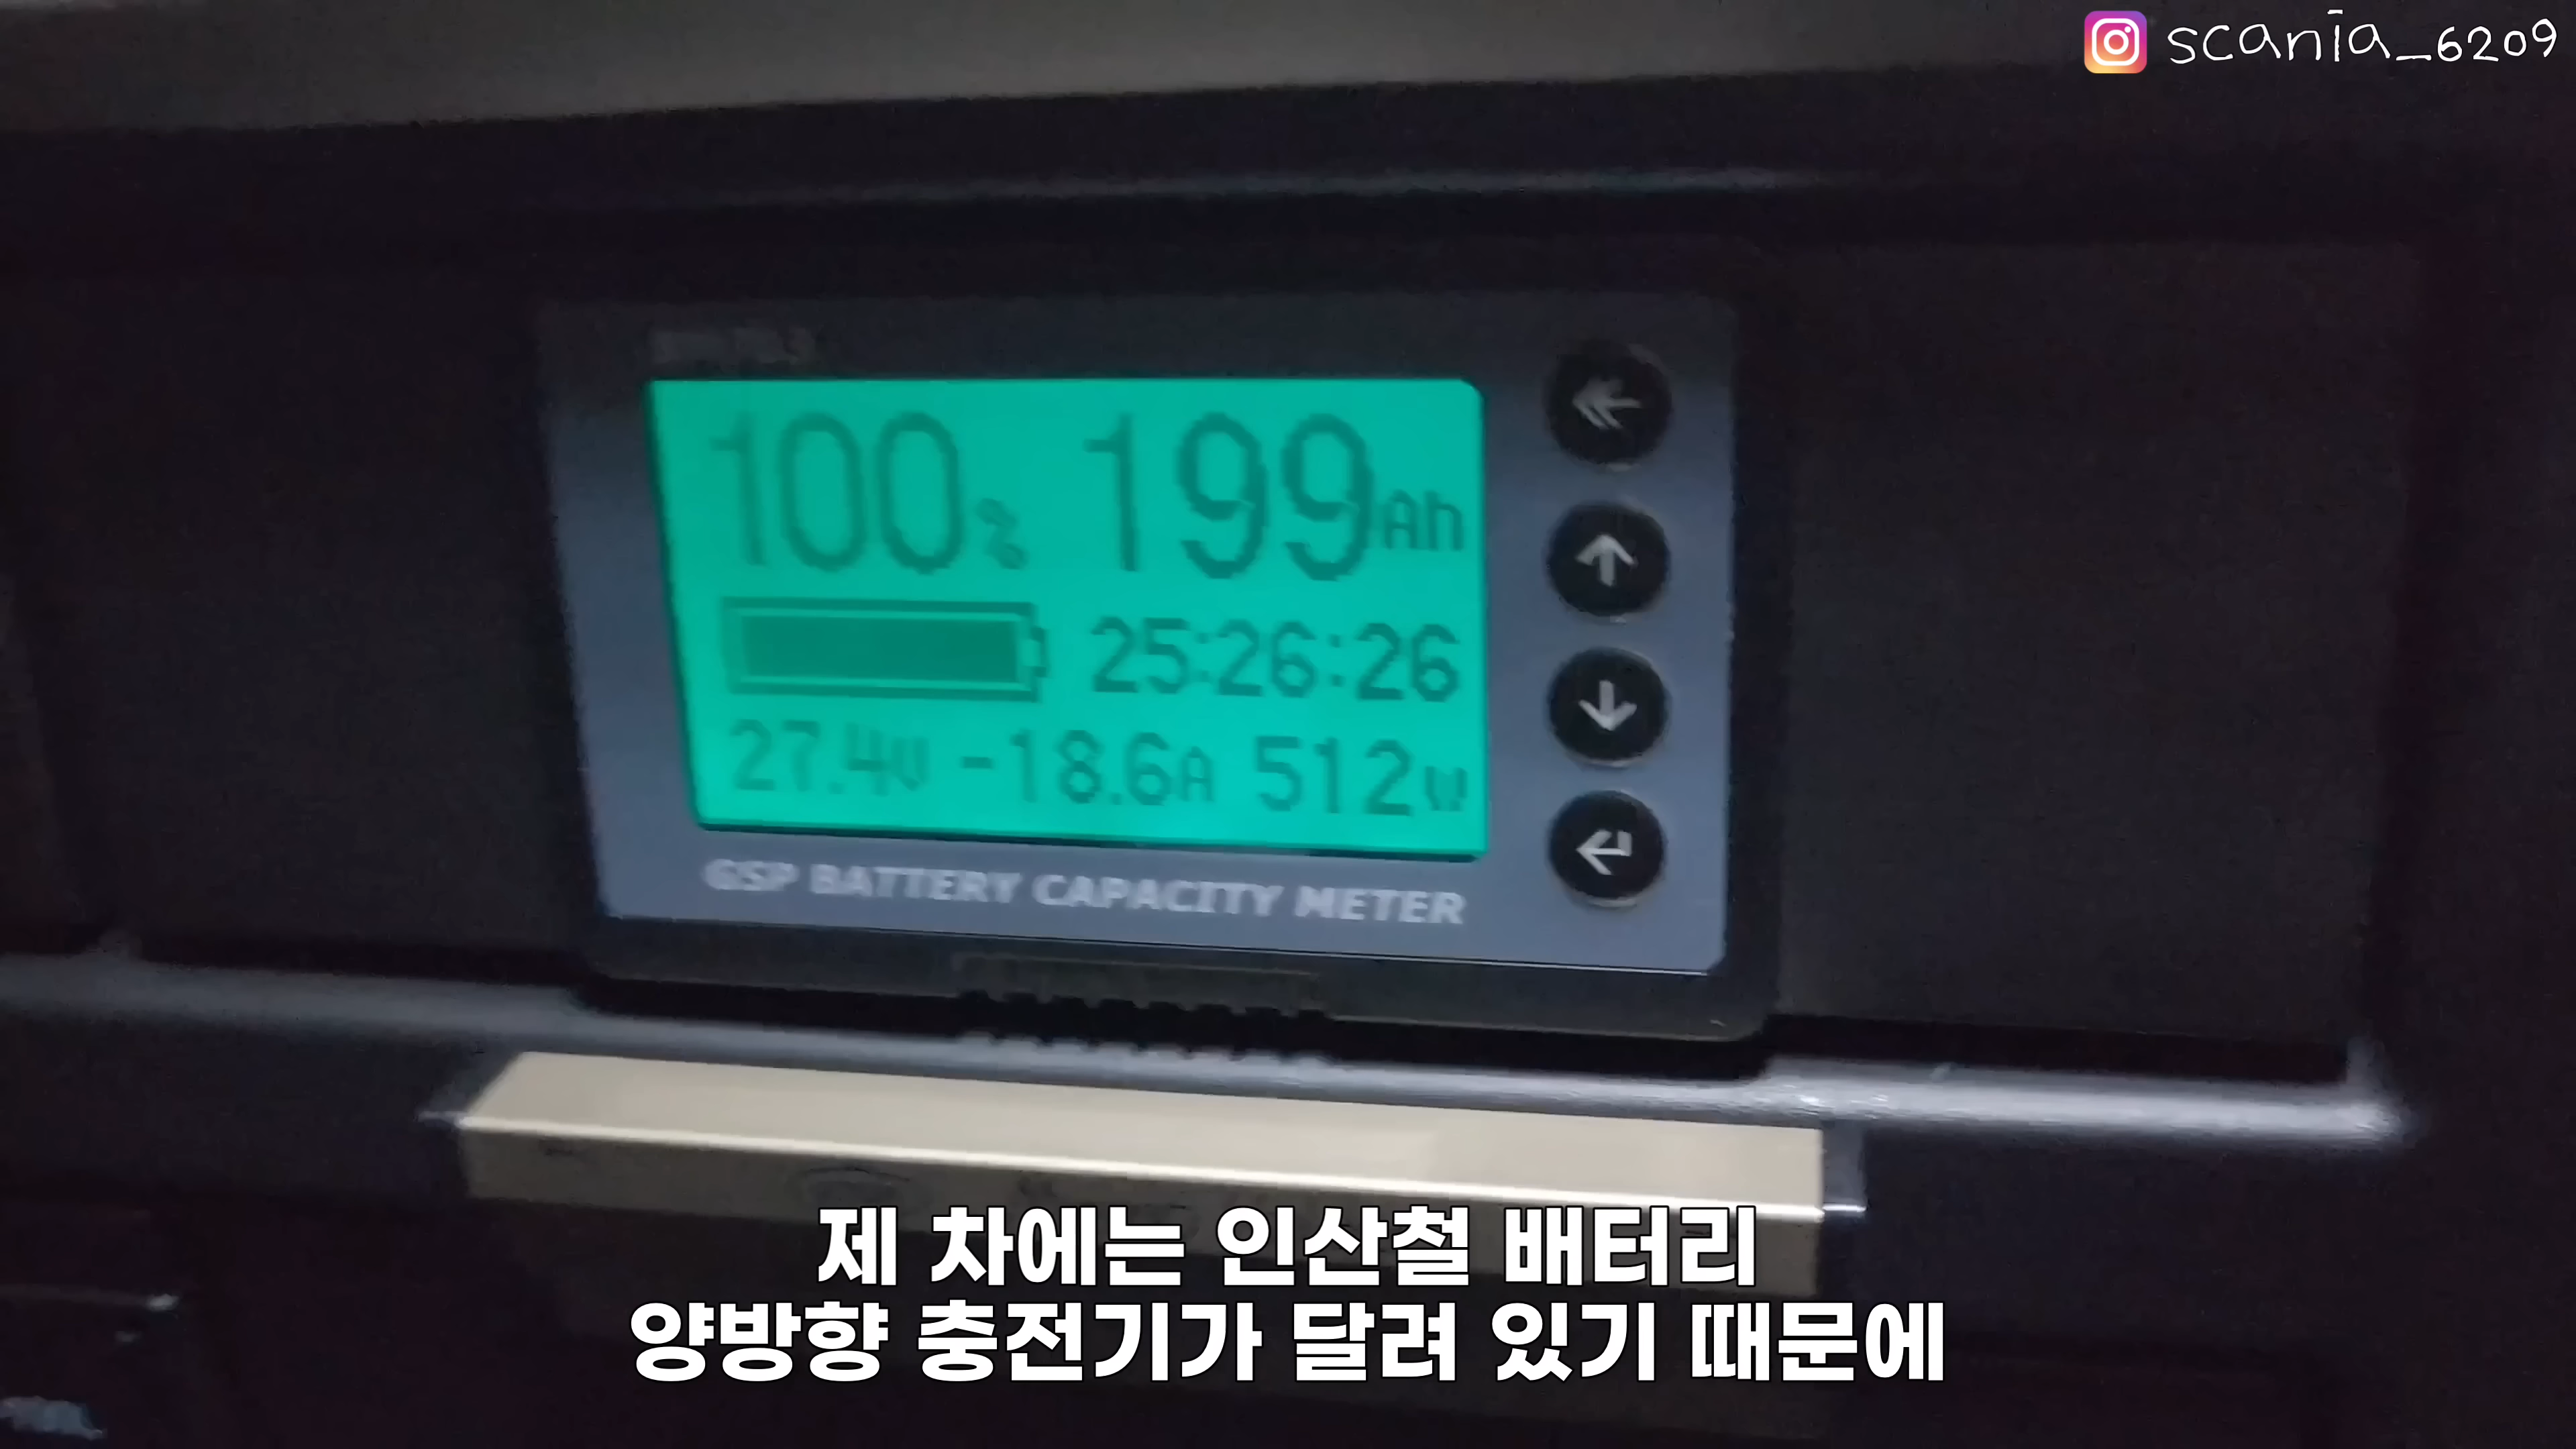 scania_6209
100% 199Ah
25:26:26
27.4V -18.6A 512W
GSP BATTERY CAPACITY METER
제 차에는 인산철 배터리
양방향 충전기가 달려 있기 때문에